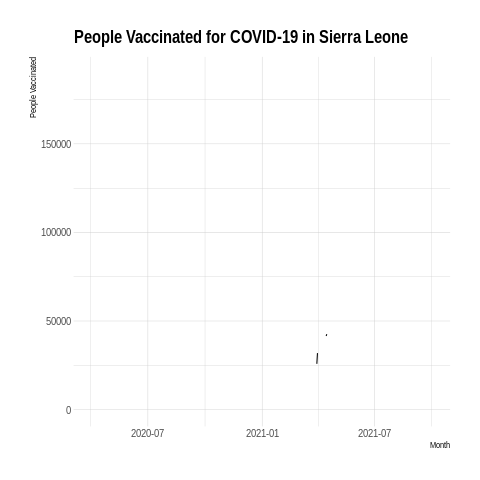 People Vaccinated for COVID-19 in Sierra Leone
People Vaccinated
150000
100000
50000
0
2020-07 2021-01 2021-07
Month